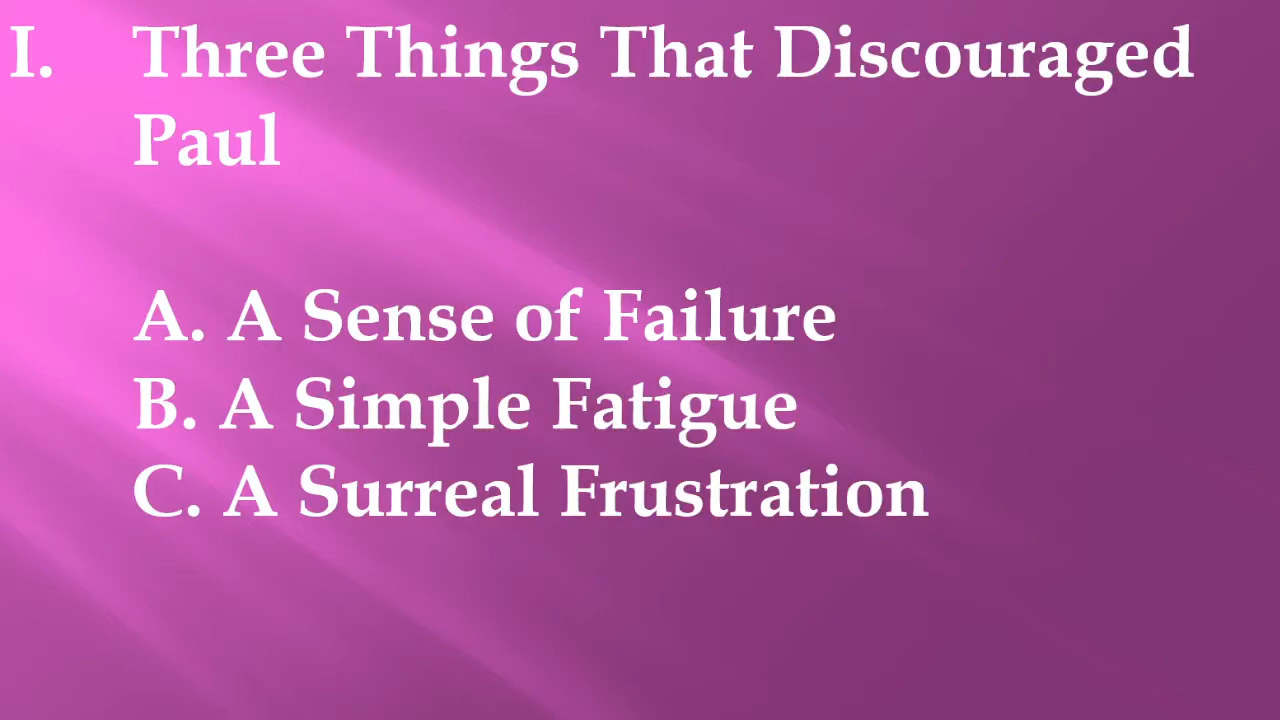 I. Three Things That Discouraged
Paul
A. A Sense of Failure
B. A Simple Fatigue
C. A Surreal Frustration